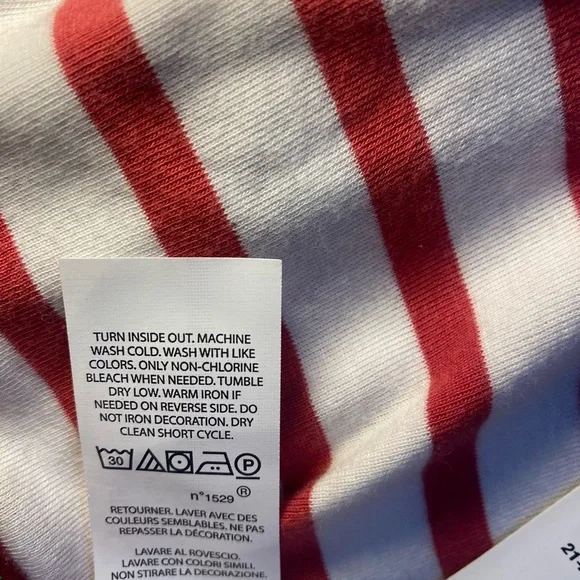 TURN INSIDE OUT. MACHINE
WASH COLD. WASH WITH LIKE
COLORS. ONLY NON-CHLORINE
BLEACH WHEN NEEDED. TUMBLE
DRY LOW. WARM IRON IF
NEEDED ON REVERSE SIDE. DO
NOT IRON DECORATION. DRY
CLEAN SHORT CYCLE.
30 P
n°1529 ®
RETOURNER. LAVER AVEC DES
COULEURS SEMBLABLES. NE PAS
REPASSER LA DÉCORATION.
LAVARE AL ROVESCIO.
LAVARE CON COLORI SIMILI.
NON STIRARE LA DECORAZIONE.